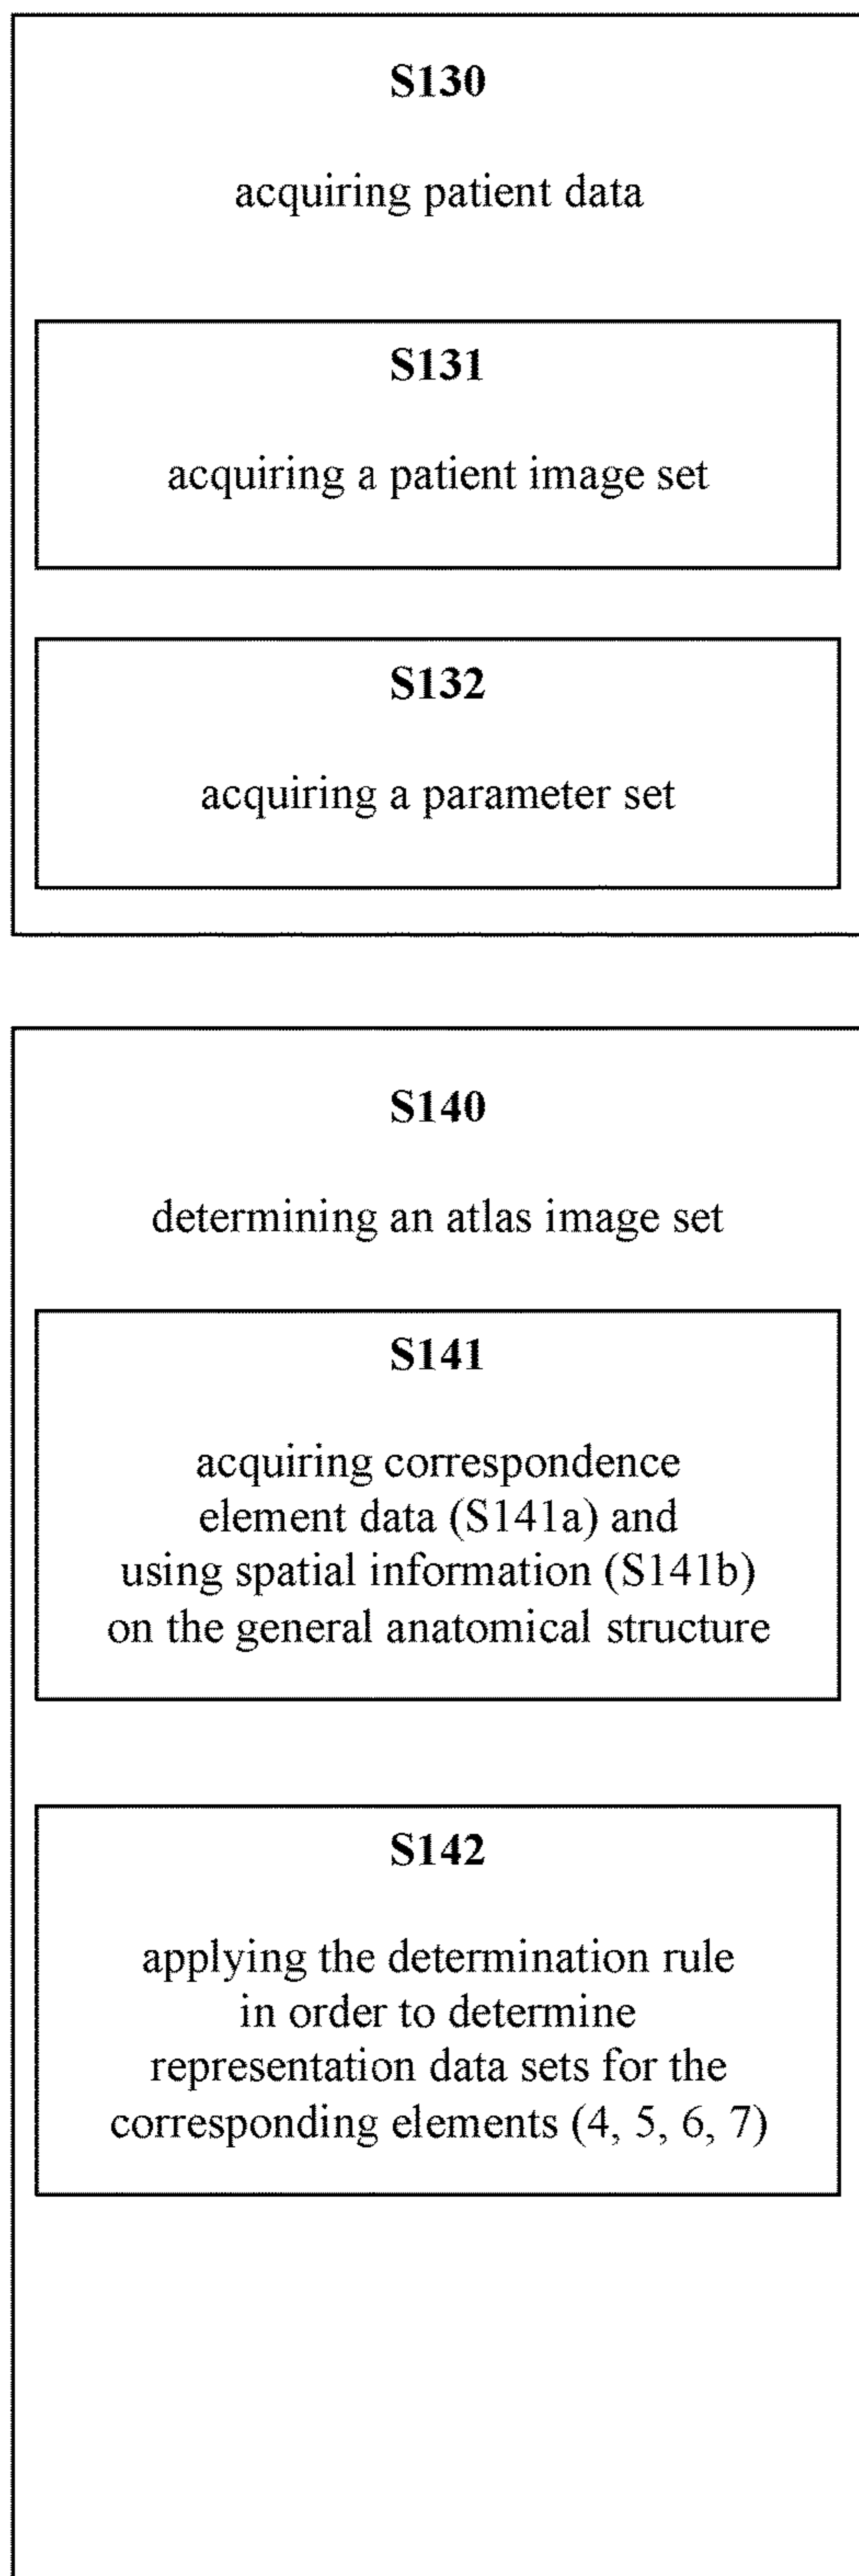 S130
acquiring patient data
S131
acquiring a patient image set
S132
acquiring a parameter set
S140
determining an atlas image set
S141
acquiring correspondence
element data (S141a) and
using spatial information (S141b)
on the general anatomical structure
S142
applying the determination rule
in order to determine
representation data sets for the
corresponding elements (4, 5, 6, 7)